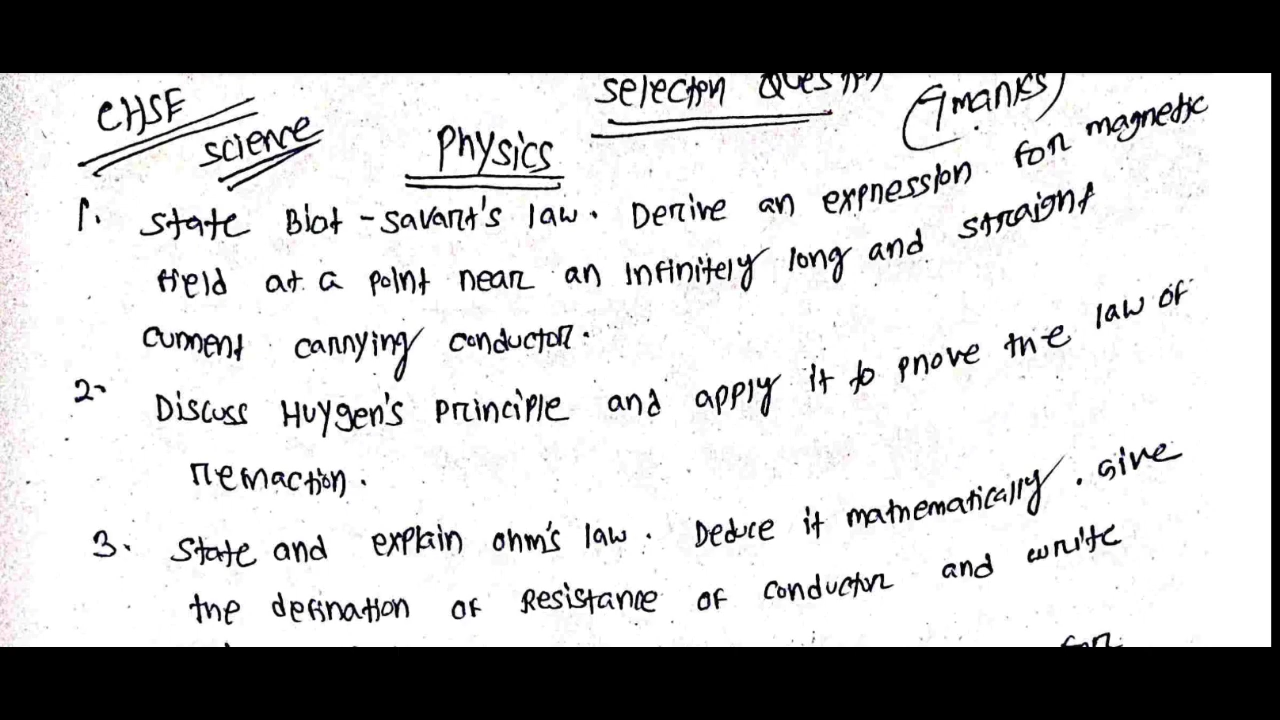 CHSE
science
selection Question
(7 marks)
Physics
1. State Biot - savart's law. Derive an expression for magnetic
field at a point near an infinitely long and straight
current carrying conductor.
2. Discuss Huygen's principle and apply it to prove the law of
refraction.
3. State and explain ohm's law. Deduce it mathematically. Give
the defination of Resistance of conductor and write
for